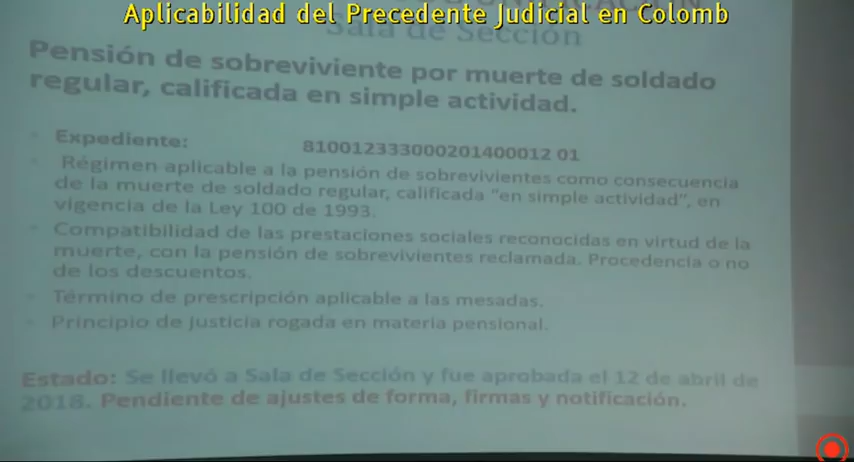 Aplicabilidad del Precedente Judicial en Colomb
Sala de Sección
Pensión de sobreviviente por muerte de soldado
regular, calificada en simple actividad.
Expediente: 81001233300020140001​2 01
Régimen aplicable a la pensión de sobrevivientes como consecuencia
de la muerte de soldado regular, calificada "en simple actividad", en
vigencia de la Ley 100 de 1993.
Compatibilidad de las prestaciones sociales reconocidas en virtud de la
muerte, con la pensión de sobrevivientes reclamada. Procedencia o no
de los descuentos.
Término de prescripción aplicable a las mesadas.
Principio de justicia rogada en materia pensional.
Estado: Se llevó a Sala de Sección y fue aprobada el 12 de abril de
2018. Pendiente de ajustes de forma, firmas y notificación.